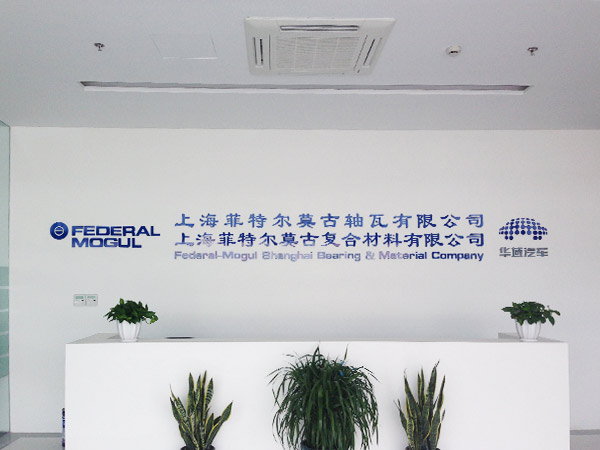 FEDERAL
MOGUL
上海菲特尔莫古轴瓦有限公司
上海菲特尔莫古复合材料有限公司
Federal-Mogul Shanghai Bearing & Material Company
华域汽车